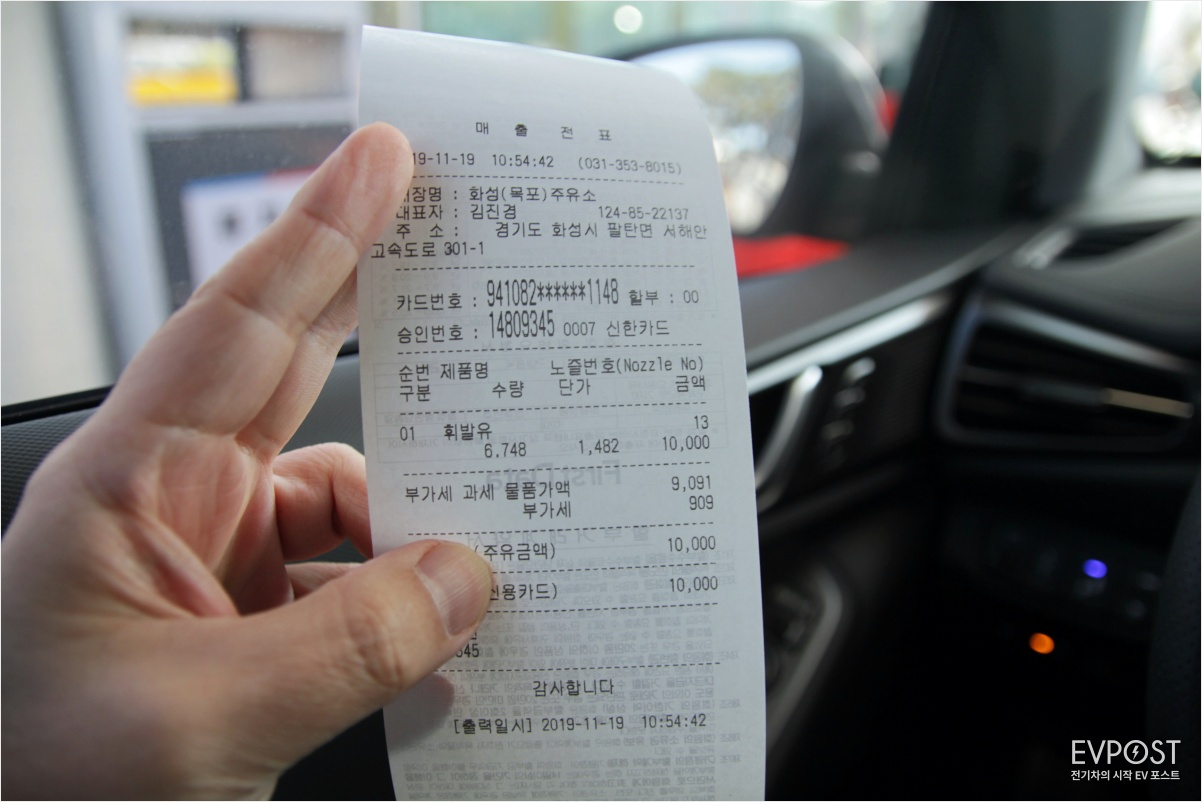 매 출 전 표
19-11-19 10:54:42 (031-353-8015)
장명 : 화성(목포)주유소
대표자 : 김진경 124-85-22137
주 소 : 경기도 화성시 팔탄면 서해안
고속도로 301-1
카드번호 : 941082******1148 할부 : 00
승인번호 : 14809345 0007 신한카드
순번 제품명 노즐번호(Nozzle No)
구분 수량 단가 금액
01 휘발유 13
6.748 1,482 10,000
부가세 과세 물품가액 9,091
부가세 909
(주유금액) 10,000
신용카드) 10,000
345
감사합니다
[출력일시] 2019-11-19 10:54:42
EVPOST
전기차의 시작 EV 포스트